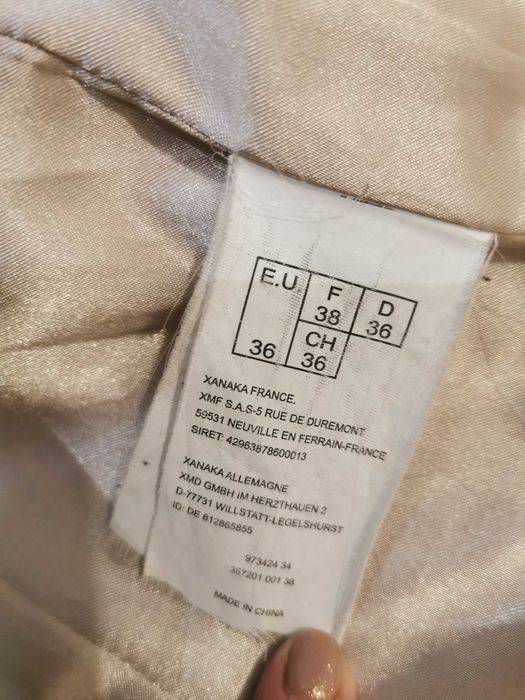 E.U. F D
38 36
36 CH
36
XANAKA FRANCE.
XMF S.A.S-5 RUE DE DUREMONT
59531 NEUVILLE EN FERRAIN-FRANCE
SIRET: 42963878600013
XANAKA ALLEMAGNE
XMD GMBH IM HERZTHAUEN 2
D-77731 WILLSTATT-LEGELSHURST
ID: DE 812865855
973424 34
367201 001 38
MADE IN CHINA